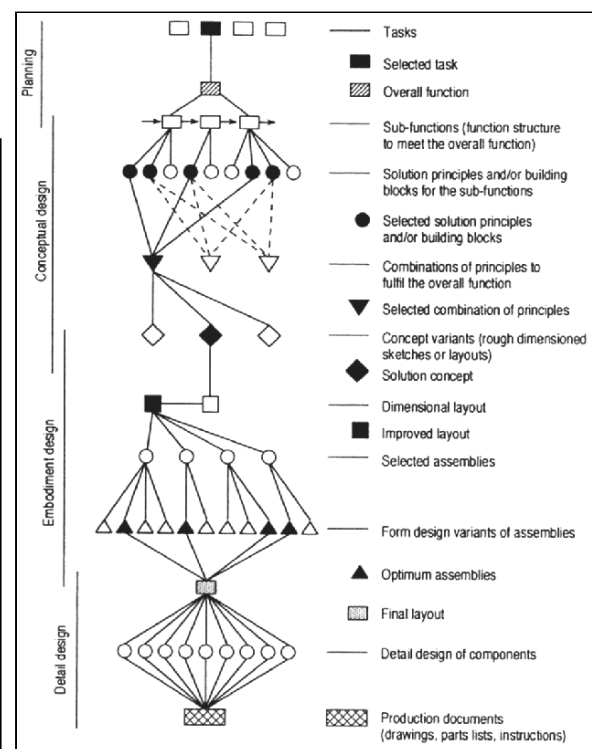 Planning
Conceptual design
Embodiment design
Detail design
Tasks
Selected task
Overall function
Sub-functions (function structure
to meet the overall function)
Solution principles and/or building
blocks for the sub-functions
Selected solution principles
and/or building blocks
Combinations of principles to
fulfil the overall function
Selected combination of principles
Concept variants (rough dimensioned
sketches or layouts)
Solution concept
Dimensional layout
Improved layout
Selected assemblies
Form design variants of assemblies
Optimum assemblies
Final layout
Detail design of components
Production documents
(drawings, parts lists, instructions)